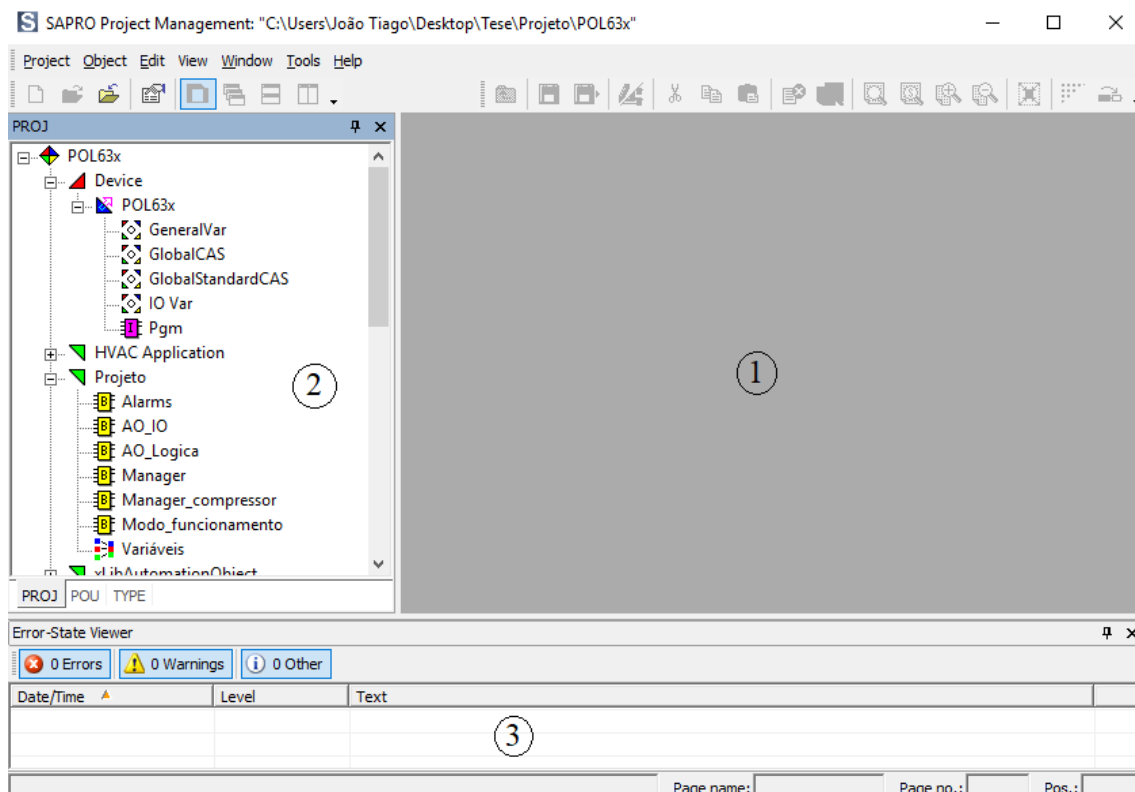 SAPRO Project Management: "C:\Users\João Tiago\Desktop\Tese\Projeto\POL63x"
Project Object Edit View Window Tools Help
PROJ
POL63x
Device
POL63x
GeneralVar
GlobalCAS
GlobalStandardCAS
IO Var
Pgm
HVAC Application
Projeto
Alarms
AO_IO
AO_Logica
Manager
Manager_compressor
Modo_funcionamento
Variáveis
xLibAutomationObject
PROJ POU TYPE
2
1
Error-State Viewer
0 Errors 0 Warnings 0 Other
Date/Time Level Text
3
Page name: Page no.: Pos.: